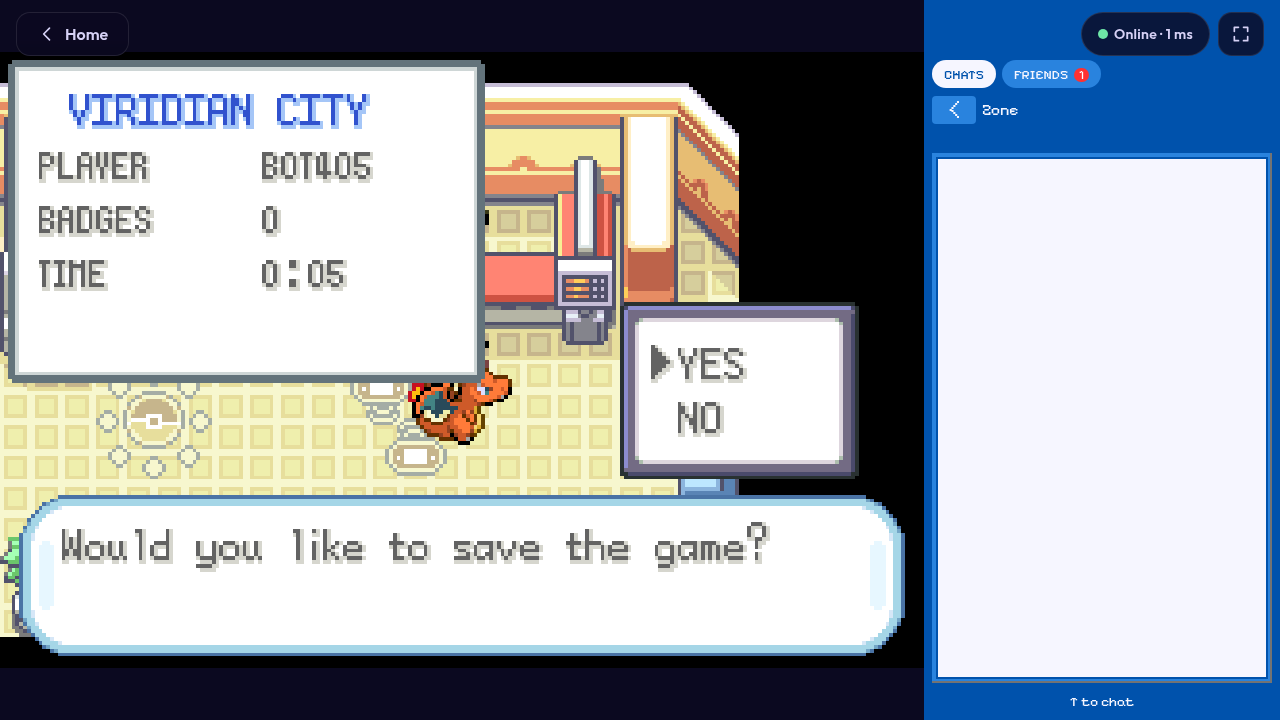 Home
VIRIDIAN CITY
PLAYER BOT405
BADGES 0
TIME 0:05
YES
NO
Would you like to save the game?
Online · 1 ms
CHATS
FRIENDS 1
Zone
↑ to chat